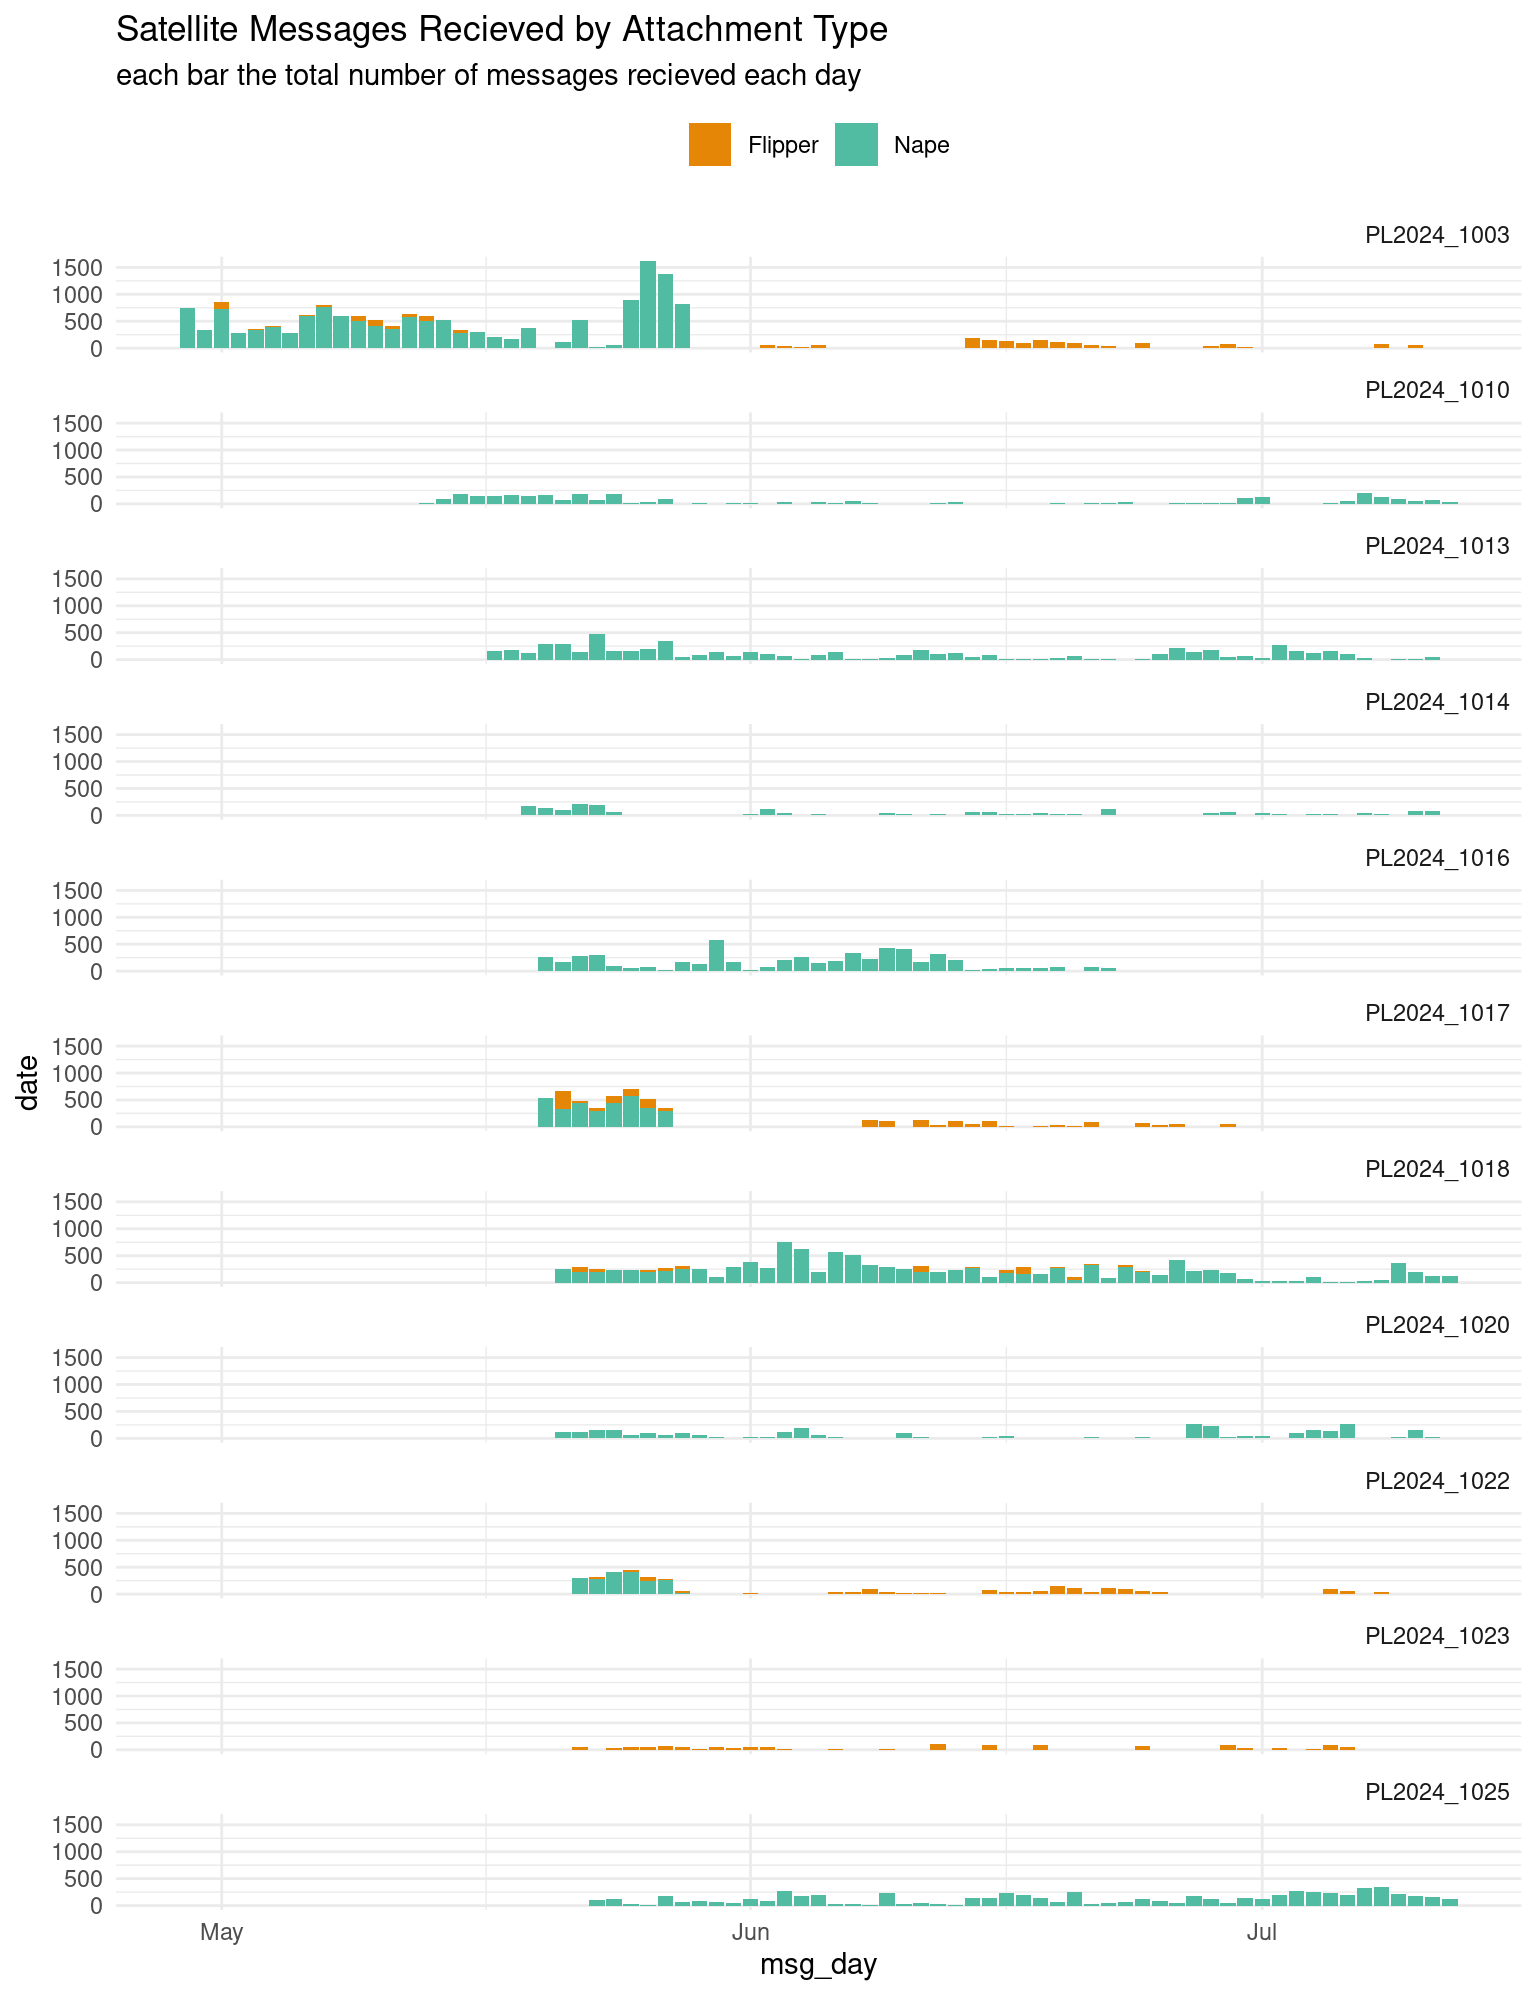 Satellite Messages Recieved by Attachment Type
each bar the total number of messages recieved each day
Flipper Nape
PL2024_1003
1500
1000
500
0
PL2024_1010
1500
1000
500
0
PL2024_1013
1500
1000
500
0
PL2024_1014
1500
1000
500
0
PL2024_1016
1500
1000
500
0
PL2024_1017
1500
1000
500
0
date
PL2024_1018
1500
1000
500
0
PL2024_1020
1500
1000
500
0
PL2024_1022
1500
1000
500
0
PL2024_1023
1500
1000
500
0
PL2024_1025
1500
1000
500
0
May Jun Jul
msg_day